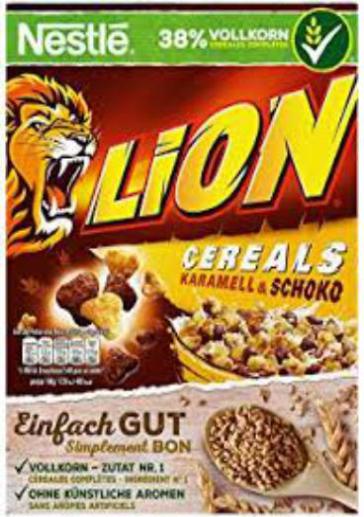 Nestlé®
38% VOLLKORN
CÉRÉALES COMPLÈTES
LION
CEREALS
KARAMELL & SCHOKO
Einfach GUT
Simplement BON
✓VOLLKORN – ZUTAT NR. 1
CÉRÉALES COMPLÈTES - INGRÉDIENT N° 1
✓OHNE KÜNSTLICHE AROMEN
SANS ARÔMES ARTIFICIELS